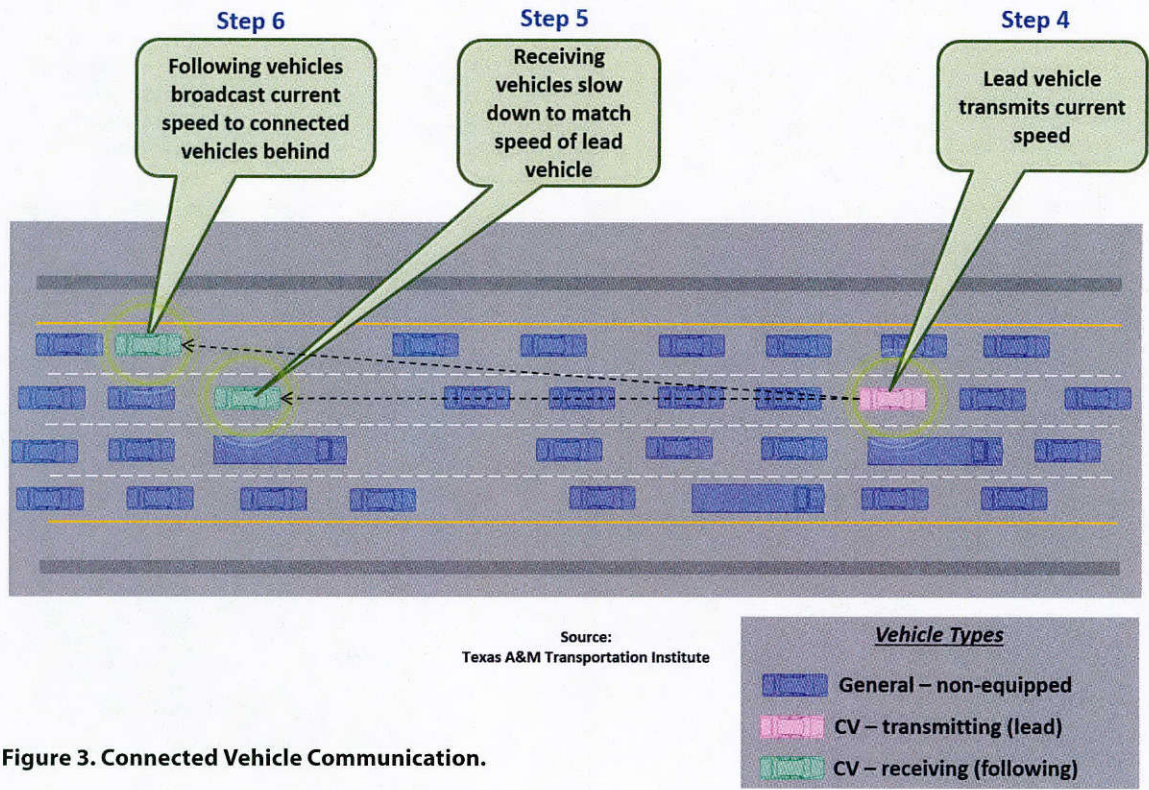 Step 6
Following vehicles
broadcast current
speed to connected
vehicles behind
Step 5
Receiving
vehicles slow
down to match
speed of lead
vehicle
Step 4
Lead vehicle
transmits current
speed
Source:
Texas A&M Transportation Institute
Vehicle Types
General – non-equipped
CV – transmitting (lead)
CV – receiving (following)
Figure 3. Connected Vehicle Communication.